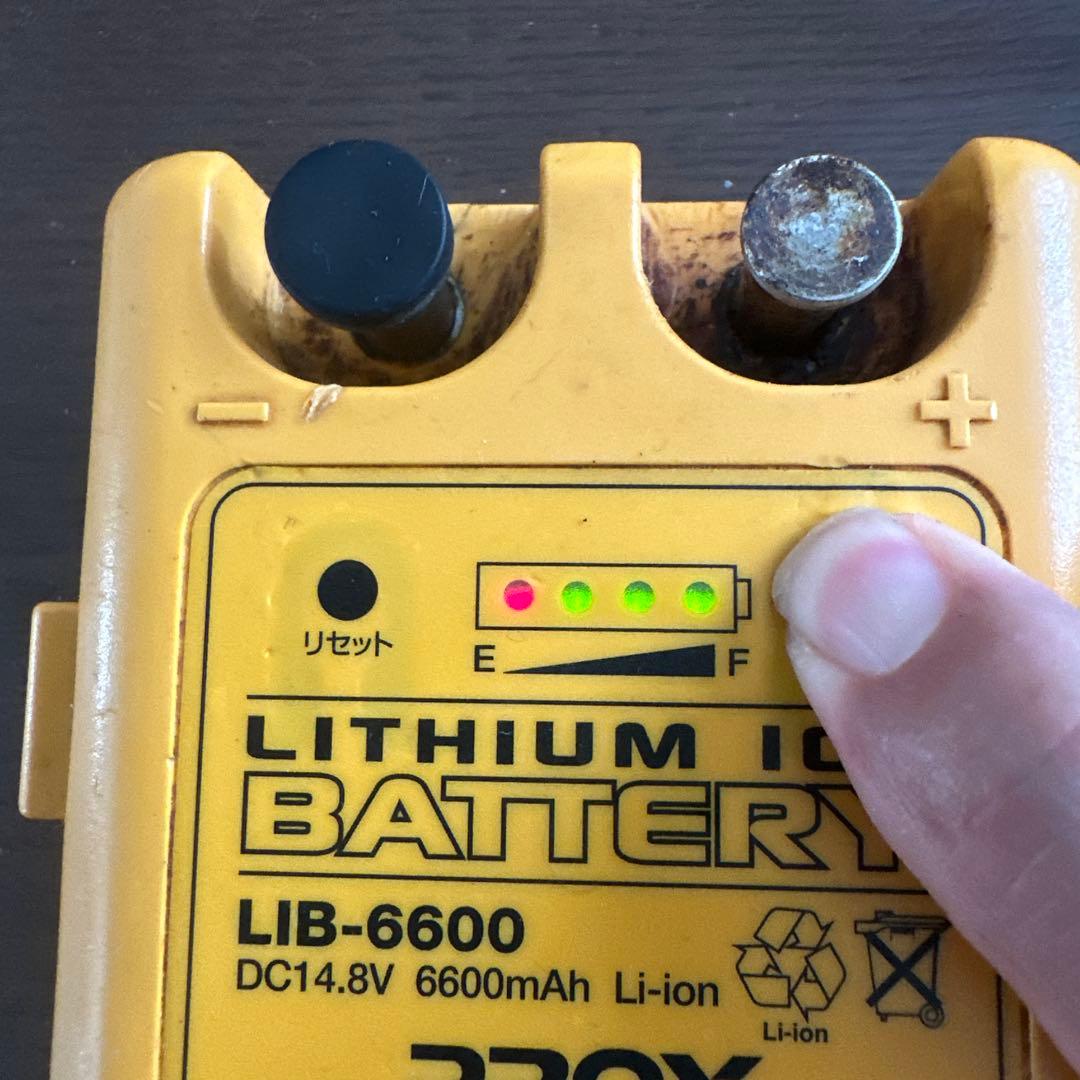 − +
リセット
E F
LITHIUM
BATTERY
LIB-6600
DC14.8V 6600mAh Li-ion
Li-ion